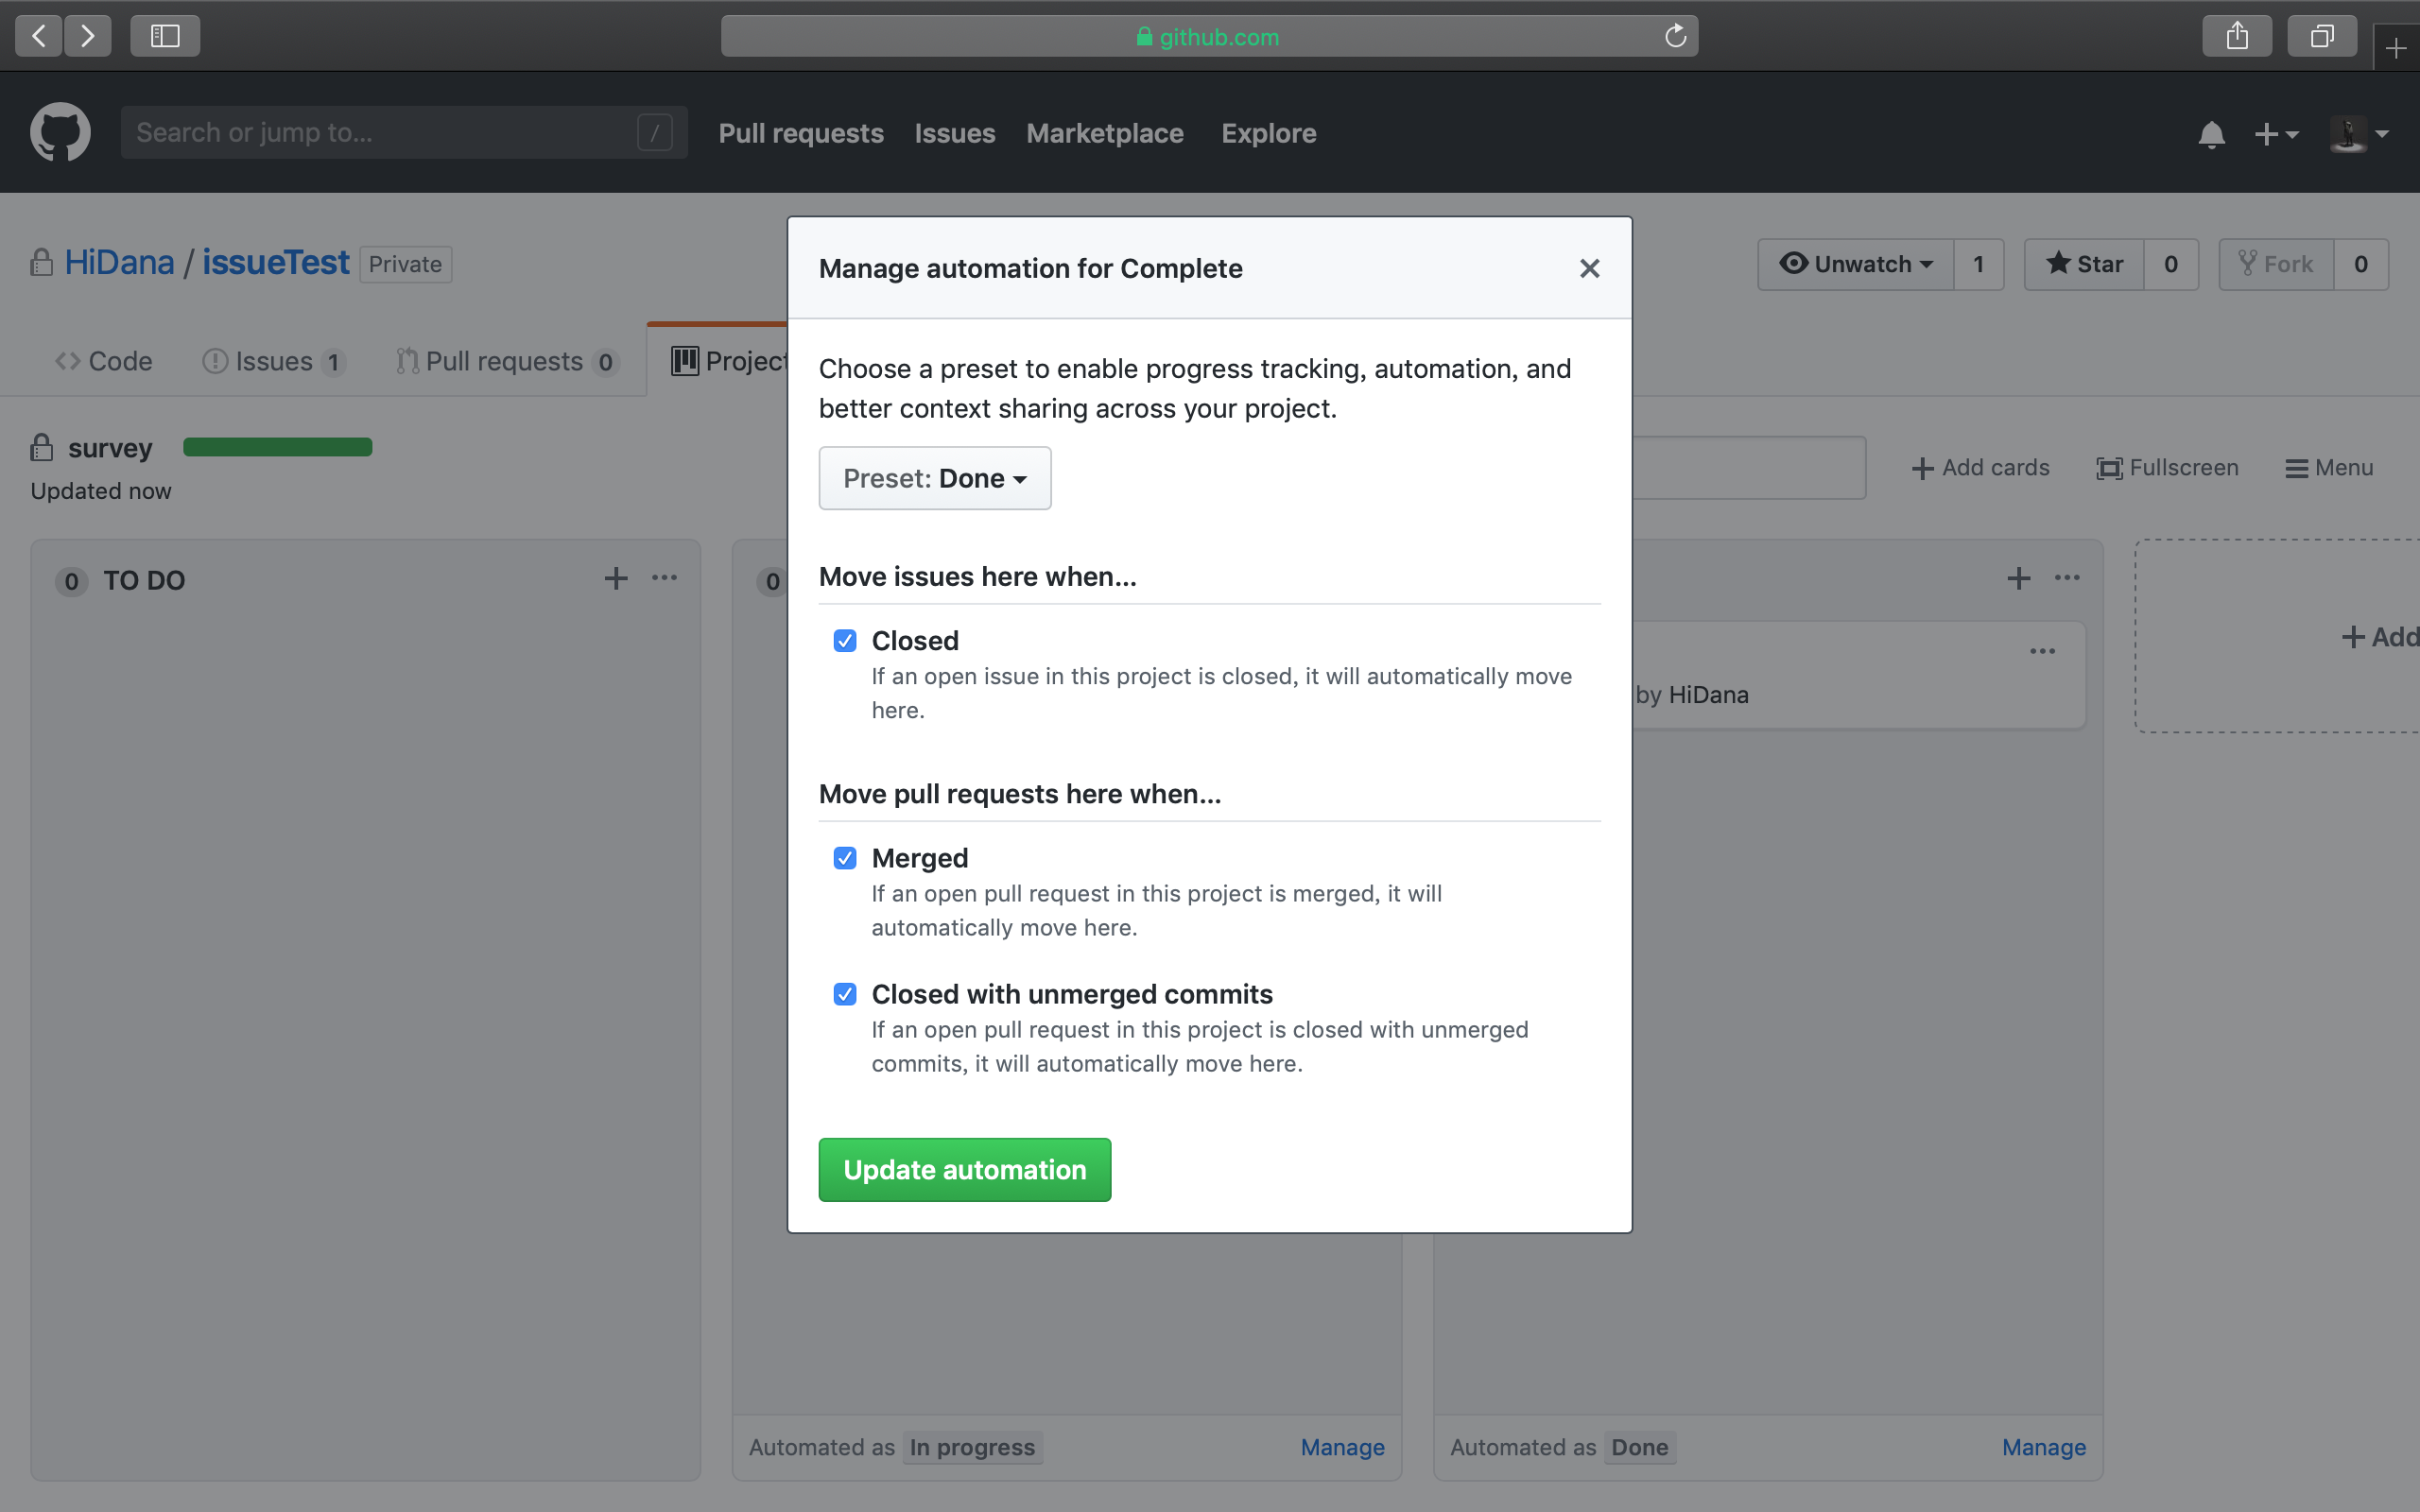 github.com
Search or jump to... /
Pull requests Issues Marketplace Explore
HiDana / issueTest Private
Unwatch 1 Star 0 Fork 0
Code Issues 1 Pull requests 0 Project
survey
Updated now
Add cards Fullscreen Menu
0 TO DO
0
Add
by HiDana
Automated as In progress Manage
Automated as Done Manage
Manage automation for Complete
Choose a preset to enable progress tracking, automation, and
better context sharing across your project.
Preset: Done
Move issues here when...
Closed
If an open issue in this project is closed, it will automatically move
here.
Move pull requests here when...
Merged
If an open pull request in this project is merged, it will
automatically move here.
Closed with unmerged commits
If an open pull request in this project is closed with unmerged
commits, it will automatically move here.
Update automation